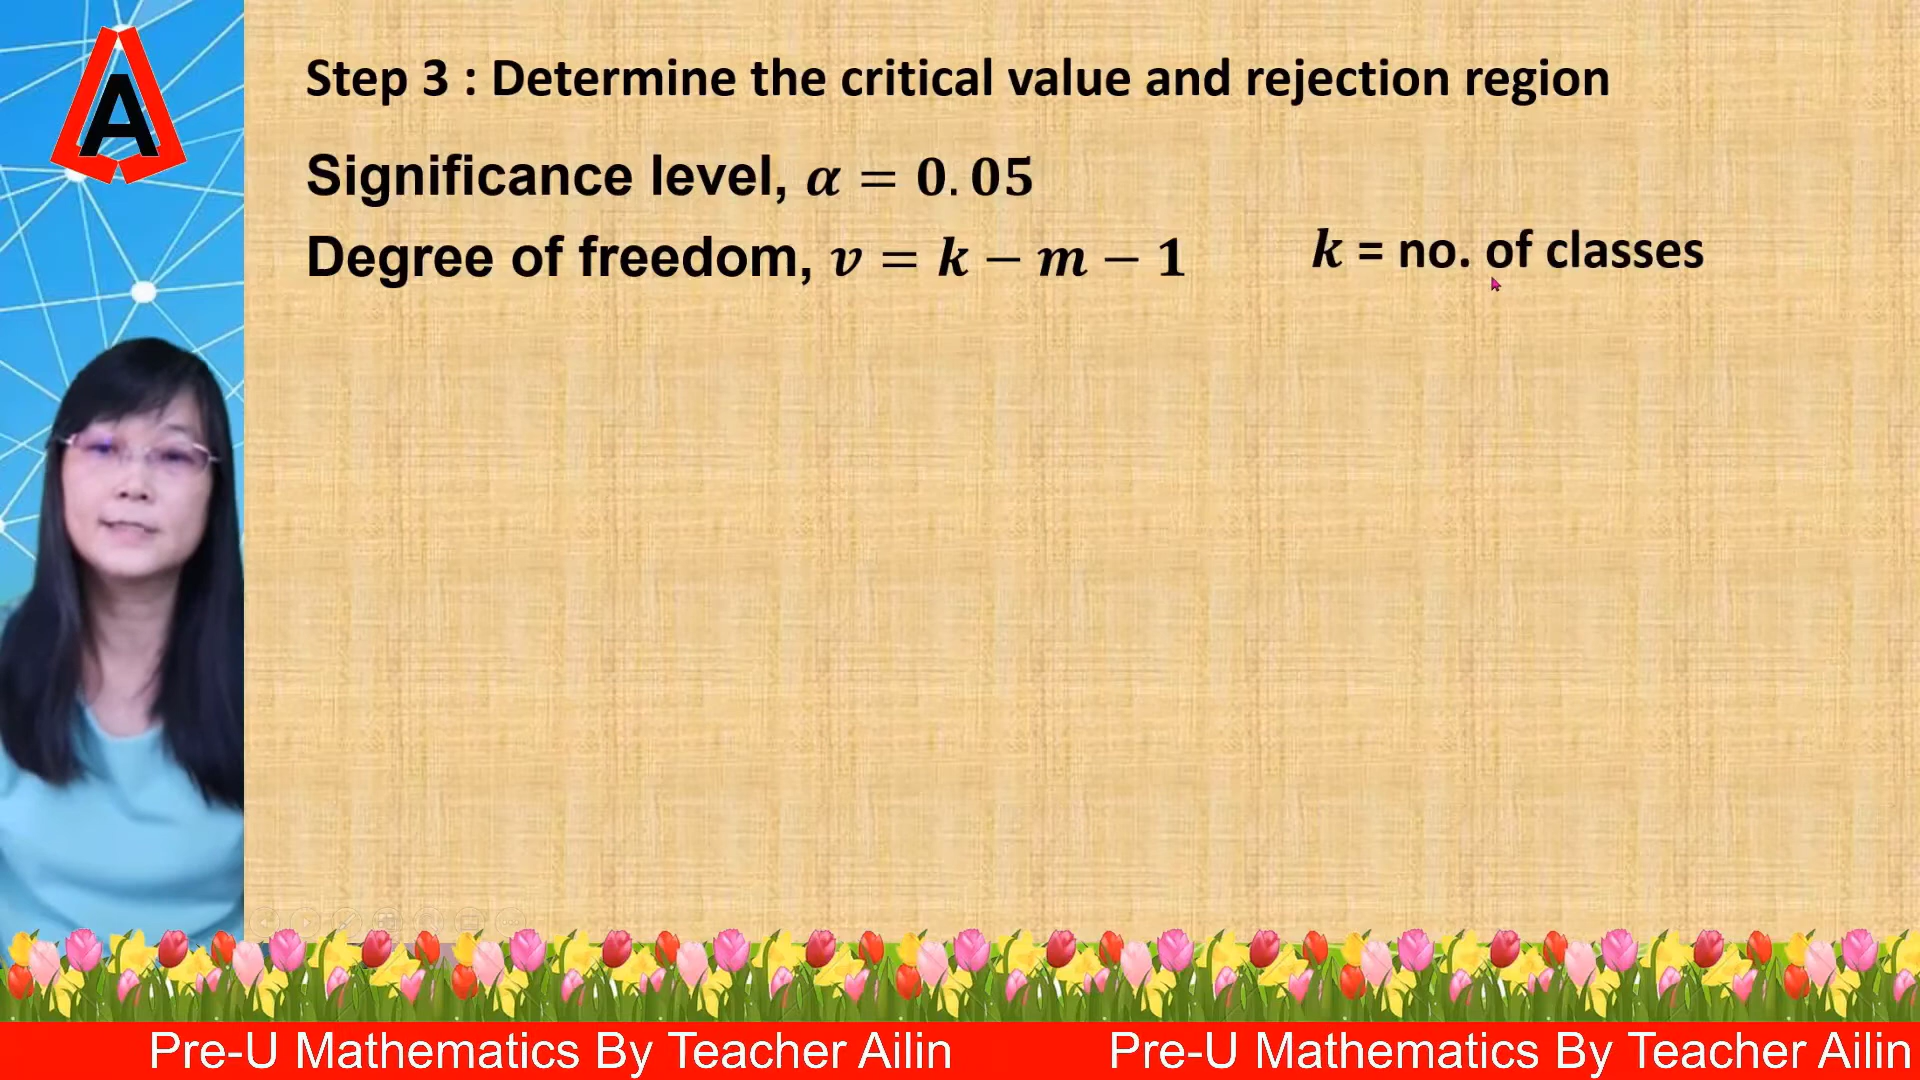 A
Step 3 : Determine the critical value and rejection region
Significance level, α = 0.05
Degree of freedom, v = k − m − 1
k = no. of classes
Pre-U Mathematics By Teacher Ailin
Pre-U Mathematics By Teacher Ailin